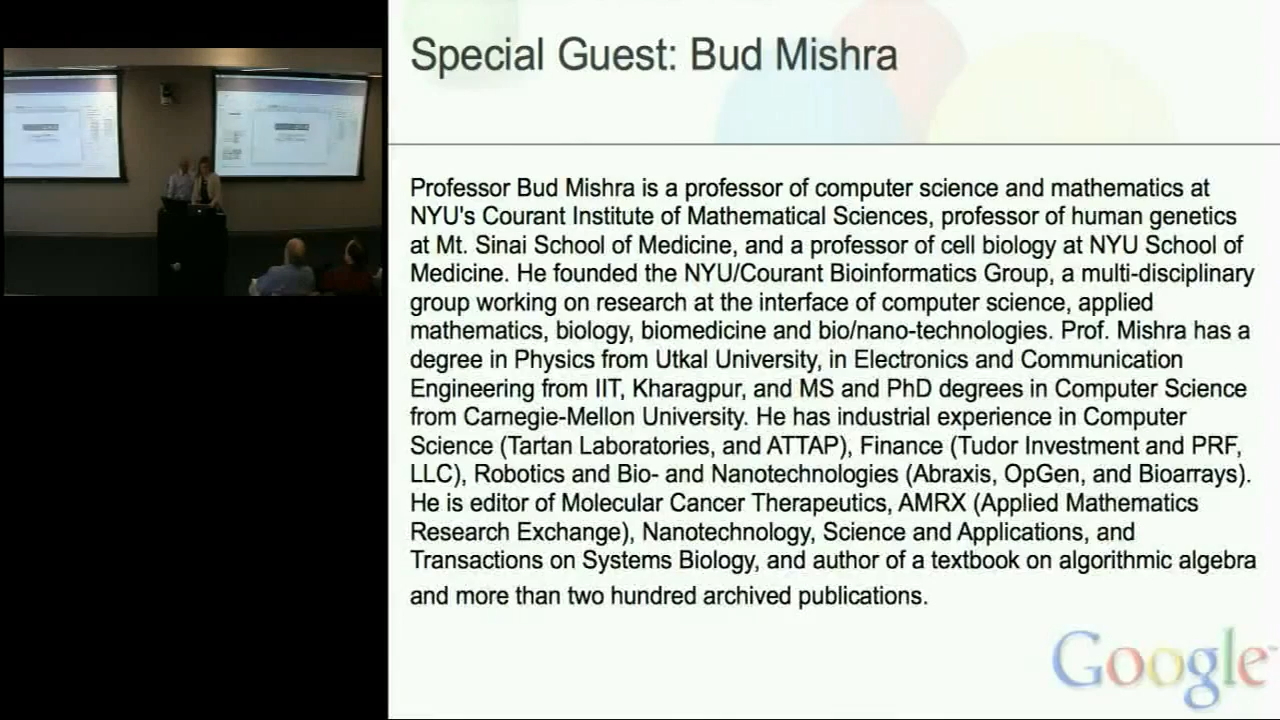 Special Guest: Bud Mishra
Professor Bud Mishra is a professor of computer science and mathematics at
NYU's Courant Institute of Mathematical Sciences, professor of human genetics
at Mt. Sinai School of Medicine, and a professor of cell biology at NYU School of
Medicine. He founded the NYU/Courant Bioinformatics Group, a multi-disciplinary
group working on research at the interface of computer science, applied
mathematics, biology, biomedicine and bio/nano-technologies. Prof. Mishra has a
degree in Physics from Utkal University, in Electronics and Communication
Engineering from IIT, Kharagpur, and MS and PhD degrees in Computer Science
from Carnegie-Mellon University. He has industrial experience in Computer
Science (Tartan Laboratories, and ATTAP), Finance (Tudor Investment and PRF,
LLC), Robotics and Bio- and Nanotechnologies (Abraxis, OpGen, and Bioarrays).
He is editor of Molecular Cancer Therapeutics, AMRX (Applied Mathematics
Research Exchange), Nanotechnology, Science and Applications, and
Transactions on Systems Biology, and author of a textbook on algorithmic algebra
and more than two hundred archived publications.
Google